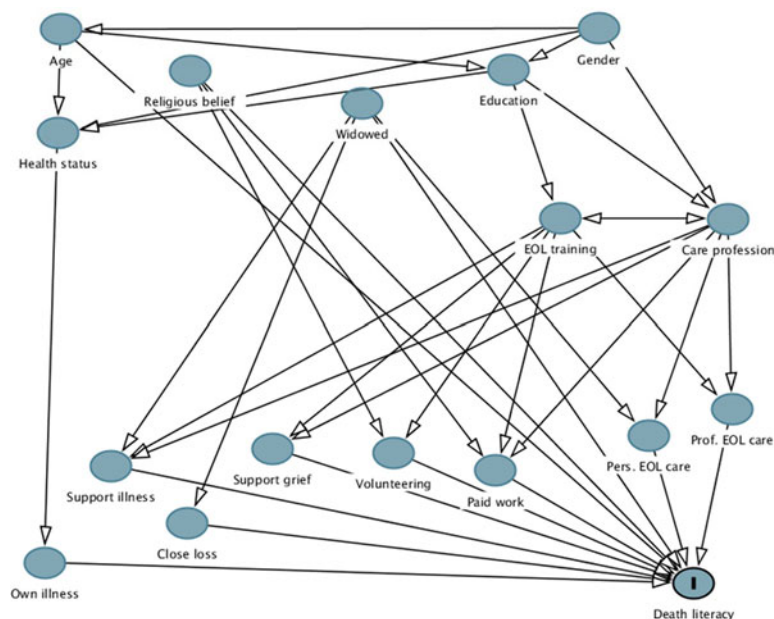 Age
Gender
Religious belief
Education
Widowed
Health status
EOL training
Care profession
Prof. EOL care
Pers. EOL care
Support grief
Volunteering
Support illness
Paid work
Close loss
Own illness
Death literacy